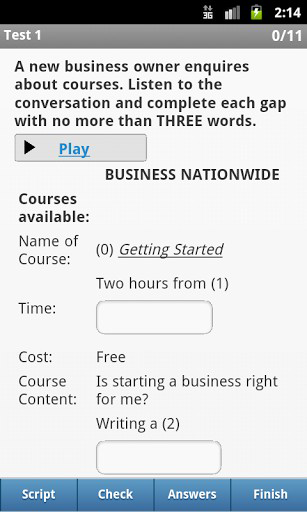 3G 2:14
Test 1 0/11
A new business owner enquires
about courses. Listen to the
conversation and complete each gap
with no more than THREE words.
Play
BUSINESS NATIONWIDE
Courses
available:
Name of
Course:
(0) Getting Started
Two hours from (1)
Time:
Cost: Free
Course
Content:
Is starting a business right
for me?
Writing a (2)
Script Check Answers Finish